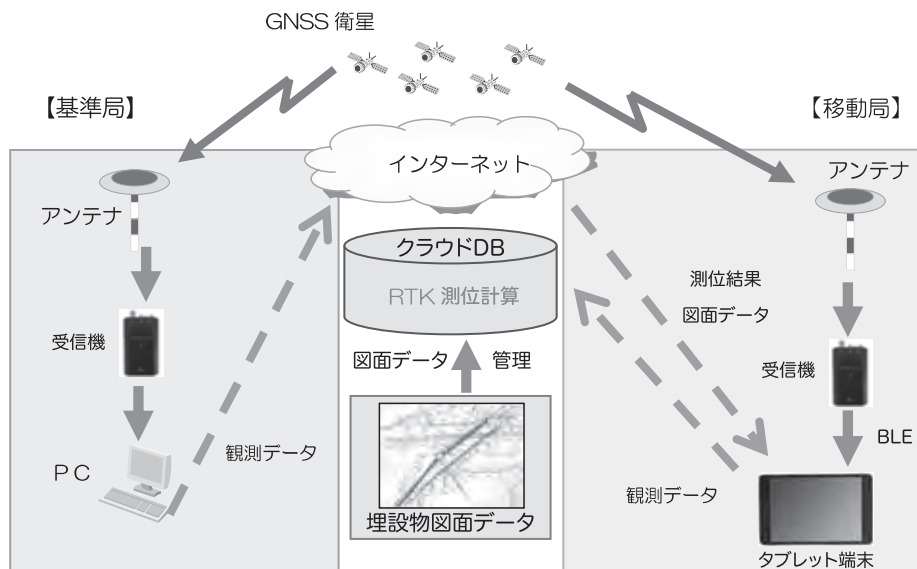 GNSS 衛星
【基準局】
【移動局】
インターネット
アンテナ
アンテナ
クラウドDB
RTK 測位計算
測位結果
図面データ
受信機
図面データ
管理
受信機
BLE
観測データ
PC
観測データ
埋設物図面データ
タブレット端末